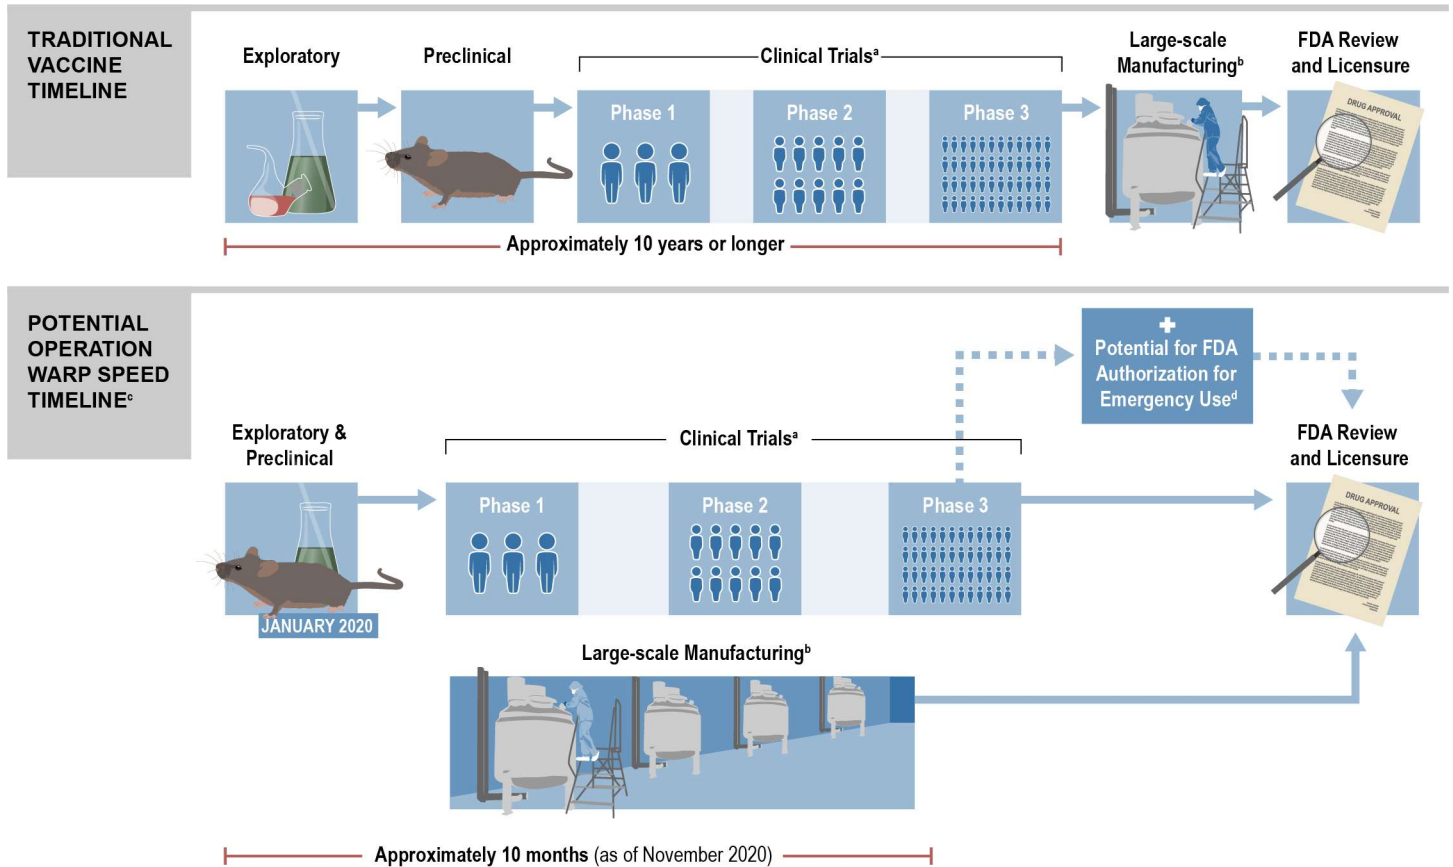 TRADITIONAL
VACCINE
TIMELINE
Exploratory
Preclinical
Clinical Trialsᵃ
Large-scale
Manufacturingᵇ
FDA Review
and Licensure
Phase 1
Phase 2
Phase 3
DRUG APPROVAL
Approximately 10 years or longer
POTENTIAL
OPERATION
WARP SPEED
TIMELINEᶜ
+
Potential for FDA
Authorization for
Emergency Useᵈ
Exploratory &
Preclinical
Clinical Trialsᵃ
FDA Review
and Licensure
Phase 1
Phase 2
Phase 3
DRUG APPROVAL
JANUARY 2020
Large-scale Manufacturingᵇ
Approximately 10 months (as of November 2020)